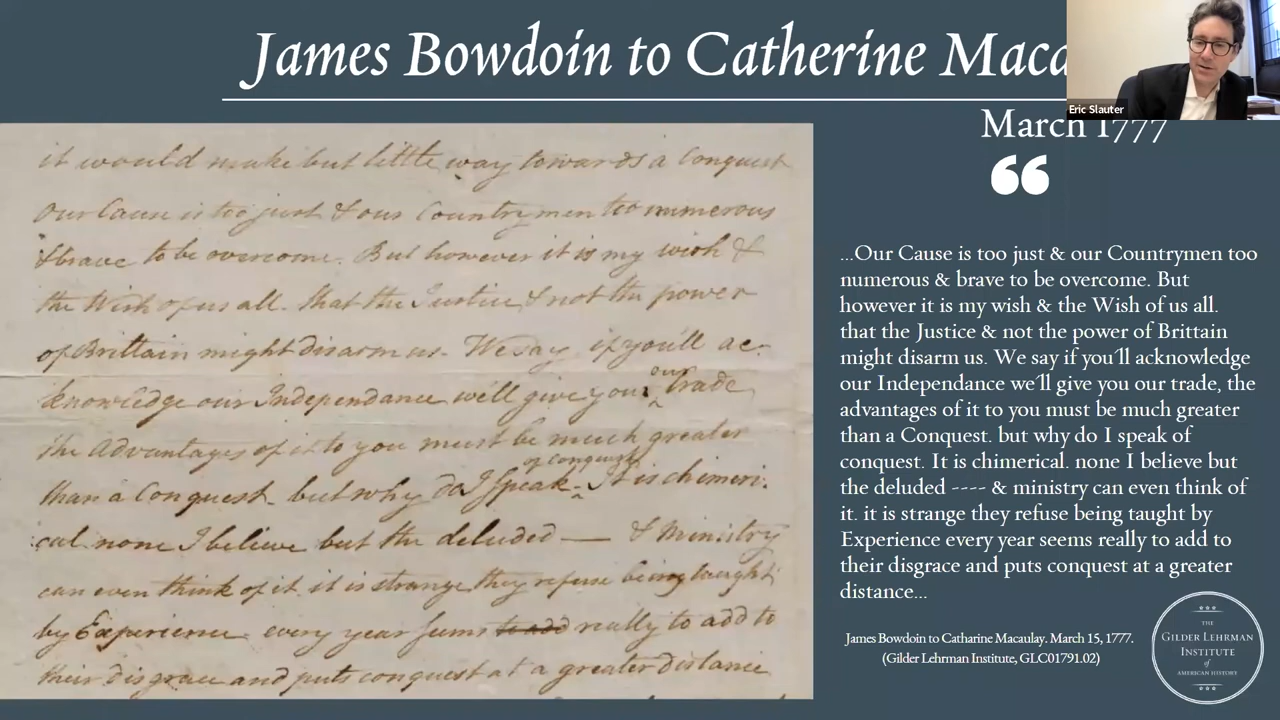 James Bowdoin to Catherine Maca
Eric Slauter
March 1777
“
it would make but little way towards a Conquest
Our Cause is too just & our Countrymen too numerous
& brave to be overcome. But however it is my wish &
the Wish of us all. that the Justice & not the power
of Brittain might disarm us. We say if you'll ac-
our
knowledge our Independance we'll give you ‸ trade
the Advantages of it to you must be much greater
of conquest
than a Conquest. but why do I speak ‸. It is chimeri.
cal none I believe but the deluded — & Ministry
can even think of it. it is strange they refuse being taught
by Experience every year seems to add really to add to
their disgrace and puts conquest at a greater distance
...Our Cause is too just & our Countrymen too
numerous & brave to be overcome. But
however it is my wish & the Wish of us all.
that the Justice & not the power of Brittain
might disarm us. We say if you'll acknowledge
our Independance we'll give you our trade, the
advantages of it to you must be much greater
than a Conquest. but why do I speak of
conquest. It is chimerical. none I believe but
the deluded ---- & ministry can even think of
it. it is strange they refuse being taught by
Experience every year seems really to add to
their disgrace and puts conquest at a greater
distance...
James Bowdoin to Catharine Macaulay. March 15, 1777.
(Gilder Lehrman Institute, GLC01791.02)
THE
GILDER LEHRMAN
INSTITUTE
of
AMERICAN HISTORY